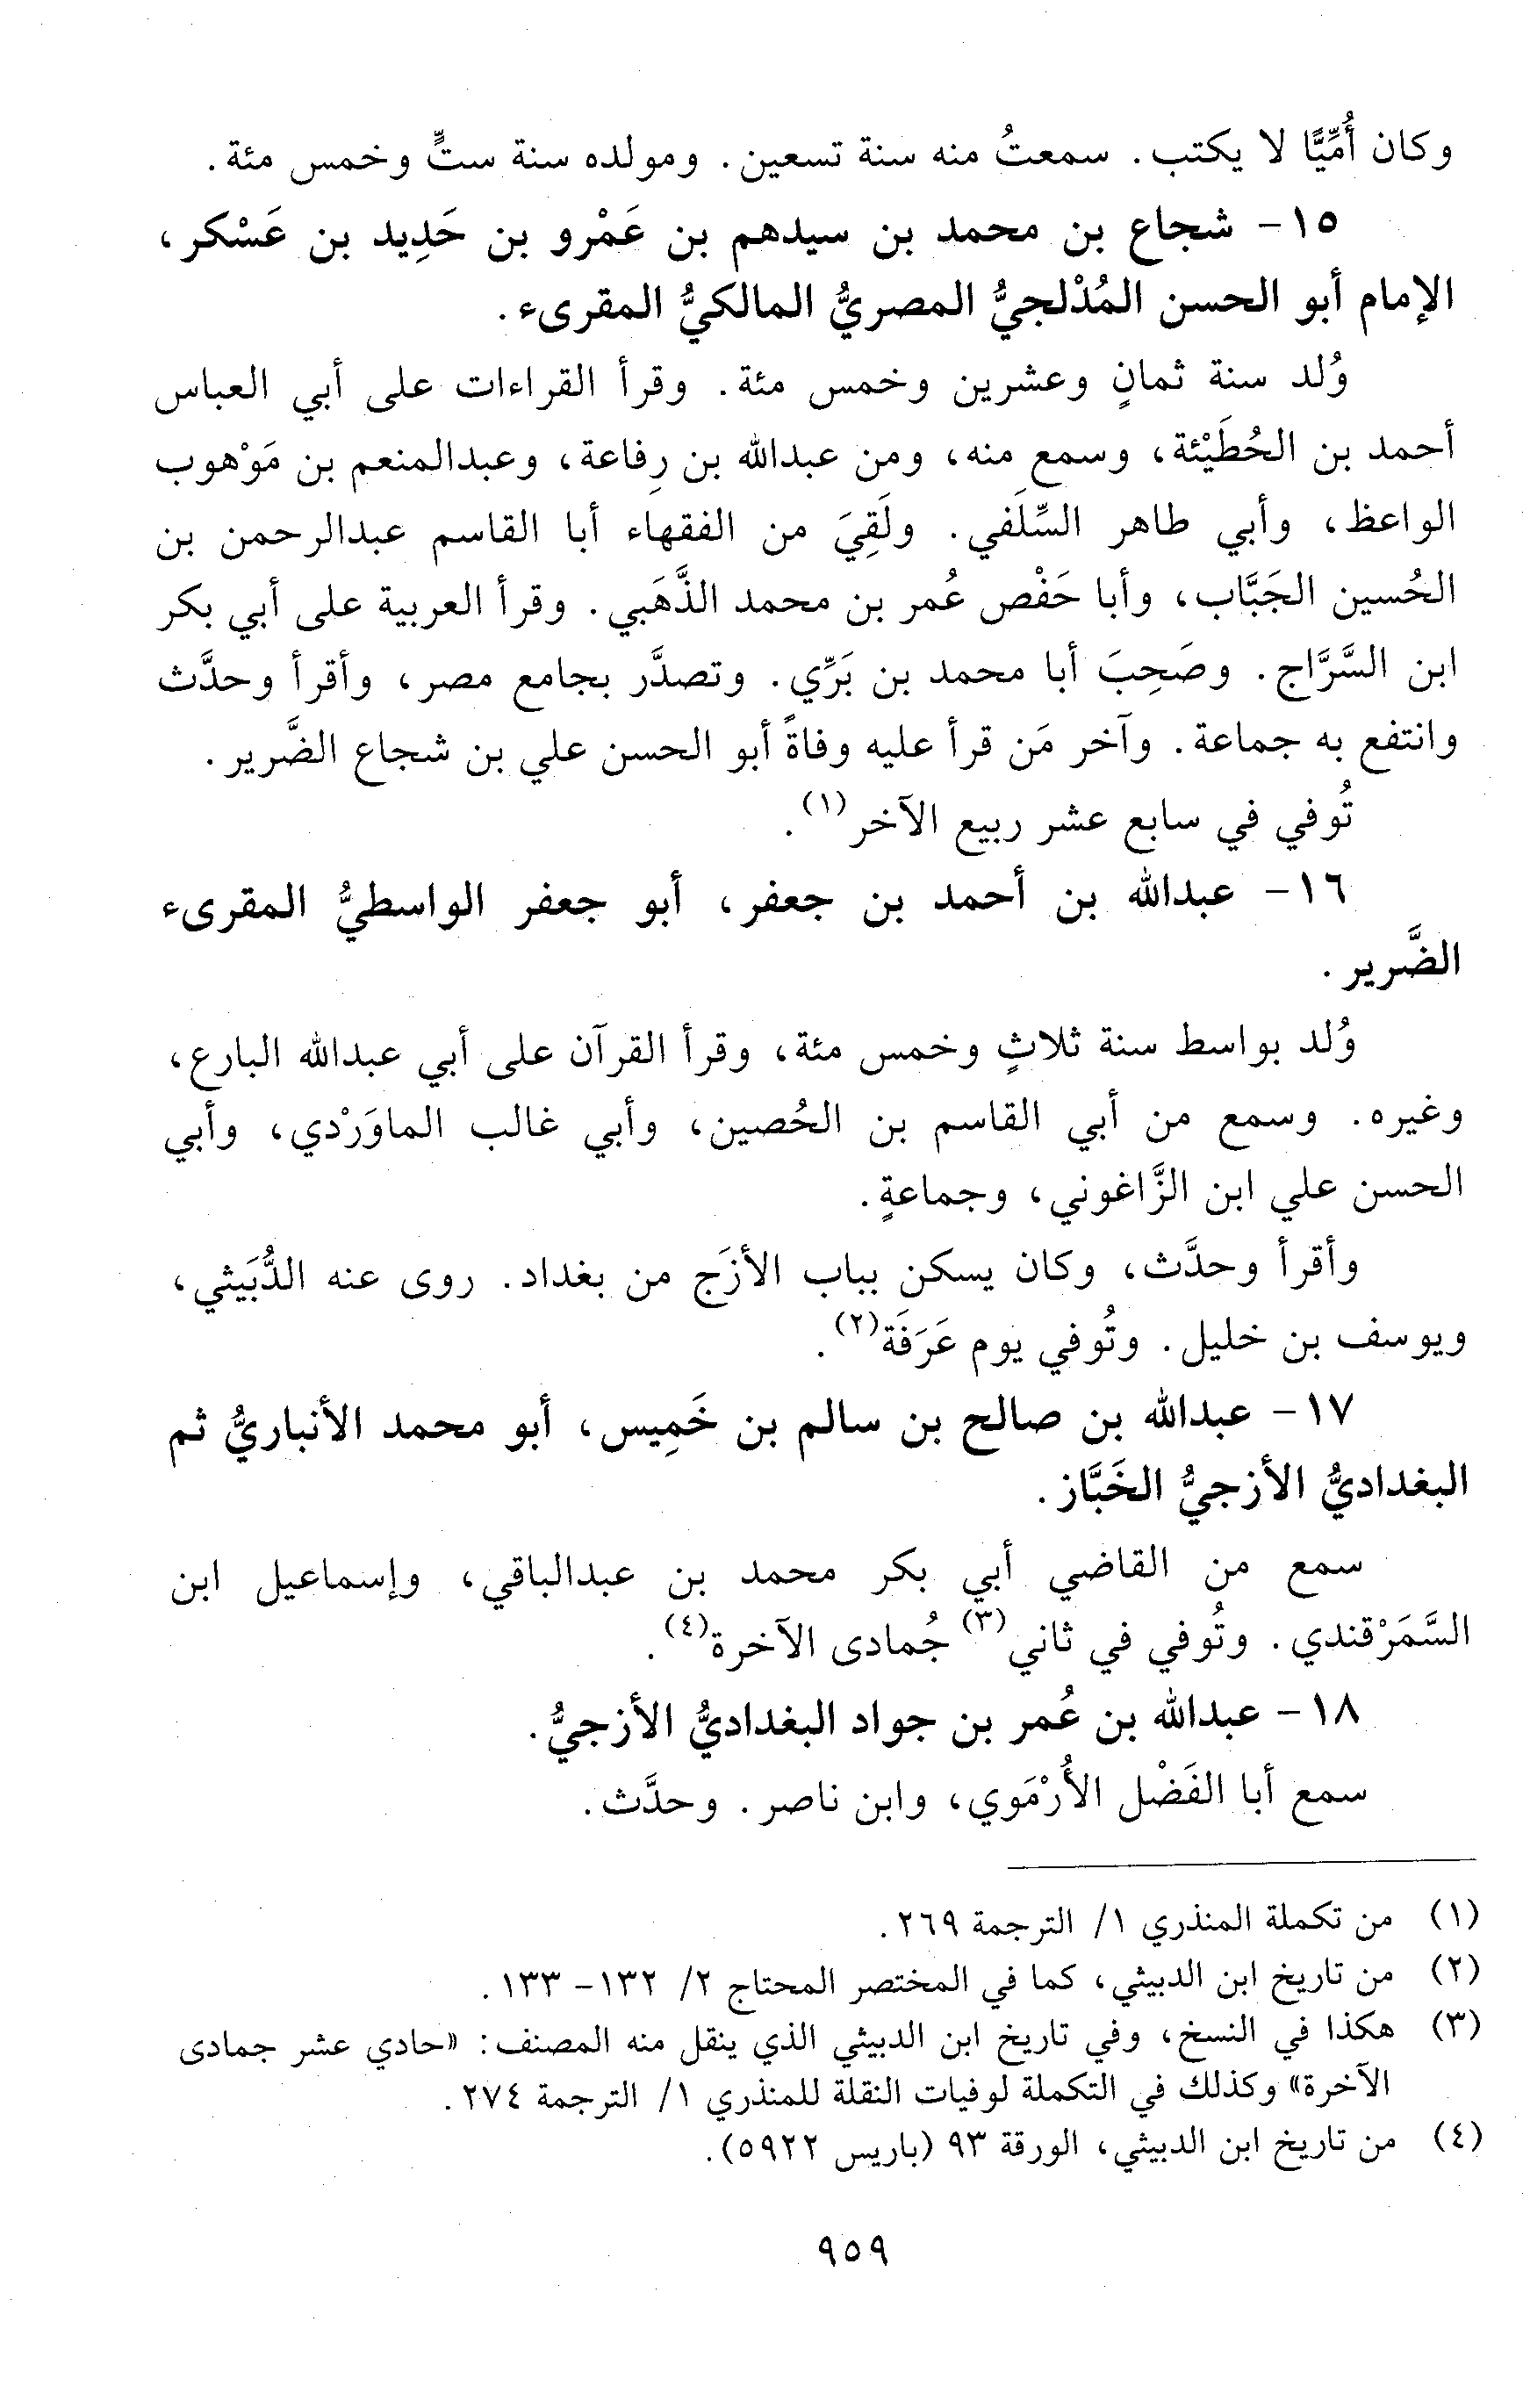 وكان أُمِّيًّا لا يكتب. سمعتُ منه سنة تسعين. ومولده سنة ستٍّ وخمس مئة.
١٥- شجاع بن محمد بن سيدهم بن عَمْرو بن حَدِيد بن عَسْكر،
الإمام أبو الحسن المُدْلجيُّ المصريُّ المالكيُّ المقرىء.
وُلد سنة ثمانٍ وعشرين وخمس مئة. وقرأ القراءات على أبي العباس
أحمد بن الحُطَيْئة، وسمع منه، ومن عبدالله بن رِفاعة، وعبدالمنعم بن مَوْهوب
الواعظ، وأبي طاهر السِّلَفي. ولَقِيَ من الفقهاء أبا القاسم عبدالرحمن بن
الحُسين الجَبَّاب، وأبا حَفْص عُمر بن محمد الذَّهَبي. وقرأ العربية على أبي بكر
ابن السَّرَّاج. وصَحِبَ أبا محمد بن بَرِّي. وتصدَّر بجامع مصر، وأقرأ وحدَّث
وانتفع به جماعة. وآخر مَن قرأ عليه وفاةً أبو الحسن علي بن شجاع الضَّرير.
تُوفي في سابع عشر ربيع الآخر(١).
١٦- عبدالله بن أحمد بن جعفر، أبو جعفر الواسطيُّ المقرىء
الضَّرير.
وُلد بواسط سنة ثلاثٍ وخمس مئة، وقرأ القرآن على أبي عبدالله البارع،
وغيره. وسمع من أبي القاسم بن الحُصين، وأبي غالب الماوَرْدي، وأبي
الحسن علي ابن الزَّاغوني، وجماعةٍ.
وأقرأ وحدَّث، وكان يسكن بباب الأزَج من بغداد. روى عنه الدُّبَيثي،
ويوسف بن خليل. وتُوفي يوم عَرَفَة(٢).
١٧- عبدالله بن صالح بن سالم بن خَمِيس، أبو محمد الأنباريُّ ثم
البغداديُّ الأزجيُّ الخَبَّاز.
سمع من القاضي أبي بكر محمد بن عبدالباقي، وإسماعيل ابن
السَّمَرْقندي. وتُوفي في ثاني(٣) جُمادى الآخرة(٤).
١٨- عبدالله بن عُمر بن جواد البغداديُّ الأزجيُّ.
سمع أبا الفَضْل الأُرْمَوي، وابن ناصر. وحدَّث.
(١) من تكملة المنذري ١/ الترجمة ٢٦٩.
(٢) من تاريخ ابن الدبيثي، كما في المختصر المحتاج ٢/ ١٣٢- ١٣٣.
(٣) هكذا في النسخ، وفي تاريخ ابن الدبيثي الذي ينقل منه المصنف: «حادي عشر جمادى
الآخرة» وكذلك في التكملة لوفيات النقلة للمنذري ١/ الترجمة ٢٧٤.
(٤) من تاريخ ابن الدبيثي، الورقة ٩٣ (باريس ٥٩٢٢).
٩٥٩